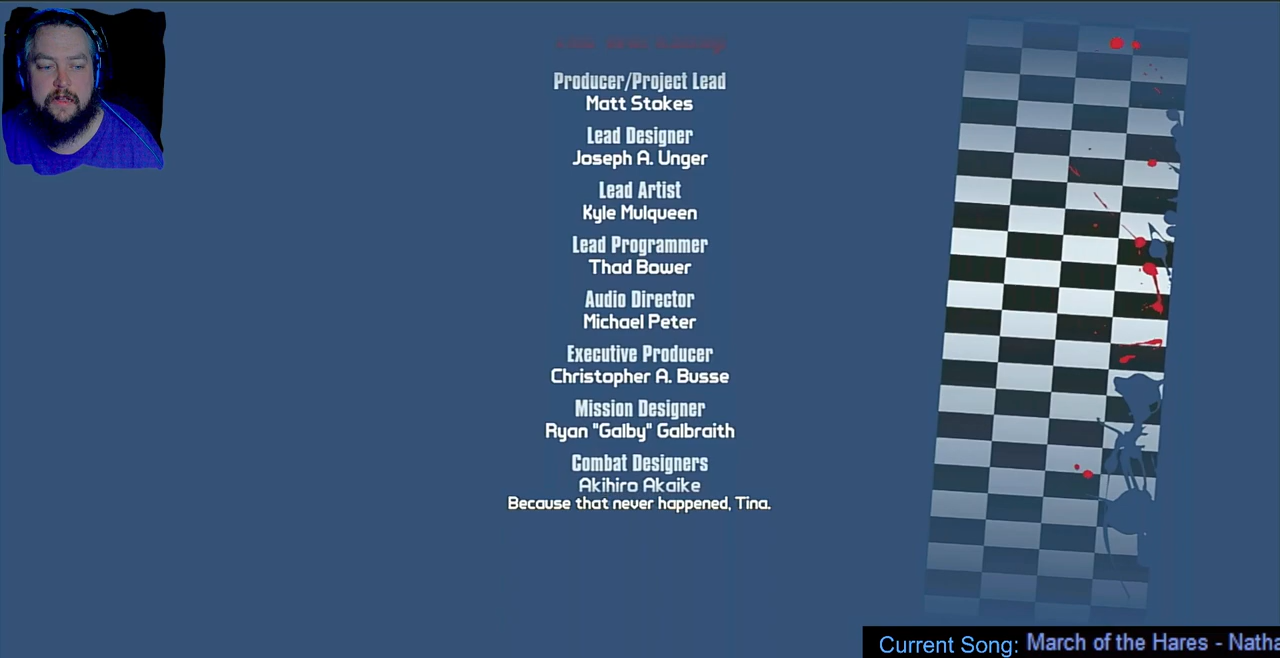 Producer/Project Lead
Matt Stokes
Lead Designer
Joseph A. Unger
Lead Artist
Kyle Mulqueen
Lead Programmer
Thad Bower
Audio Director
Michael Peter
Executive Producer
Christopher A. Busse
Mission Designer
Ryan "Galby" Galbraith
Combat Designers
Akihiro Akaike
Because that never happened, Tina.
Current Song: March of the Hares - Natha